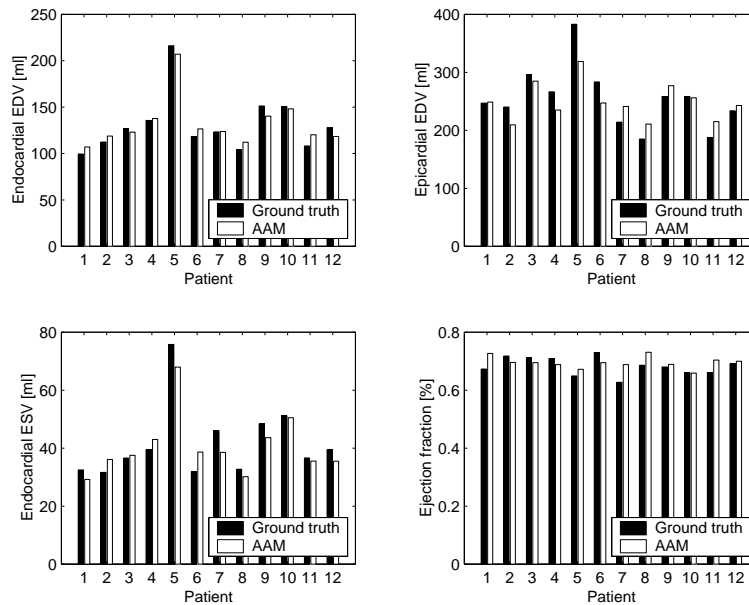 250
200
150
100
50
0
Endocardial EDV [ml]
Ground truth
AAM
1 2 3 4 5 6 7 8 9 10 11 12
Patient
400
300
200
100
0
Epicardial EDV [ml]
Ground truth
AAM
1 2 3 4 5 6 7 8 9 10 11 12
Patient
80
60
40
20
0
Endocardial ESV [ml]
Ground truth
AAM
1 2 3 4 5 6 7 8 9 10 11 12
Patient
0.8
0.6
0.4
0.2
0
Ejection fraction [%]
Ground truth
AAM
1 2 3 4 5 6 7 8 9 10 11 12
Patient